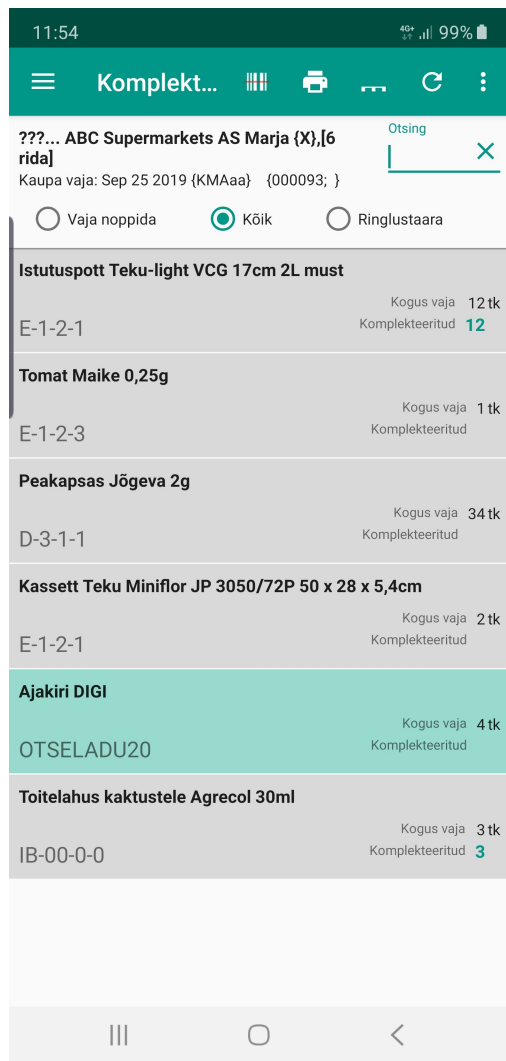 11:54
4G+ 99%
Komplekt...
Otsing
???... ABC Supermarkets AS Marja {X},[6
rida]
Kaupa vaja: Sep 25 2019 {KMAaa} {000093; }
Vaja noppida
Kõik
Ringlustaara
Istutuspott Teku-light VCG 17cm 2L must
Kogus vaja 12 tk
E-1-2-1
Komplekteeritud 12
Tomat Maike 0,25g
Kogus vaja 1 tk
E-1-2-3
Komplekteeritud
Peakapsas Jõgeva 2g
Kogus vaja 34 tk
D-3-1-1
Komplekteeritud
Kassett Teku Miniflor JP 3050/72P 50 x 28 x 5,4cm
Kogus vaja 2 tk
E-1-2-1
Komplekteeritud
Ajakiri DIGI
Kogus vaja 4 tk
OTSELADU20
Komplekteeritud
Toitelahus kaktustele Agrecol 30ml
Kogus vaja 3 tk
IB-00-0-0
Komplekteeritud 3